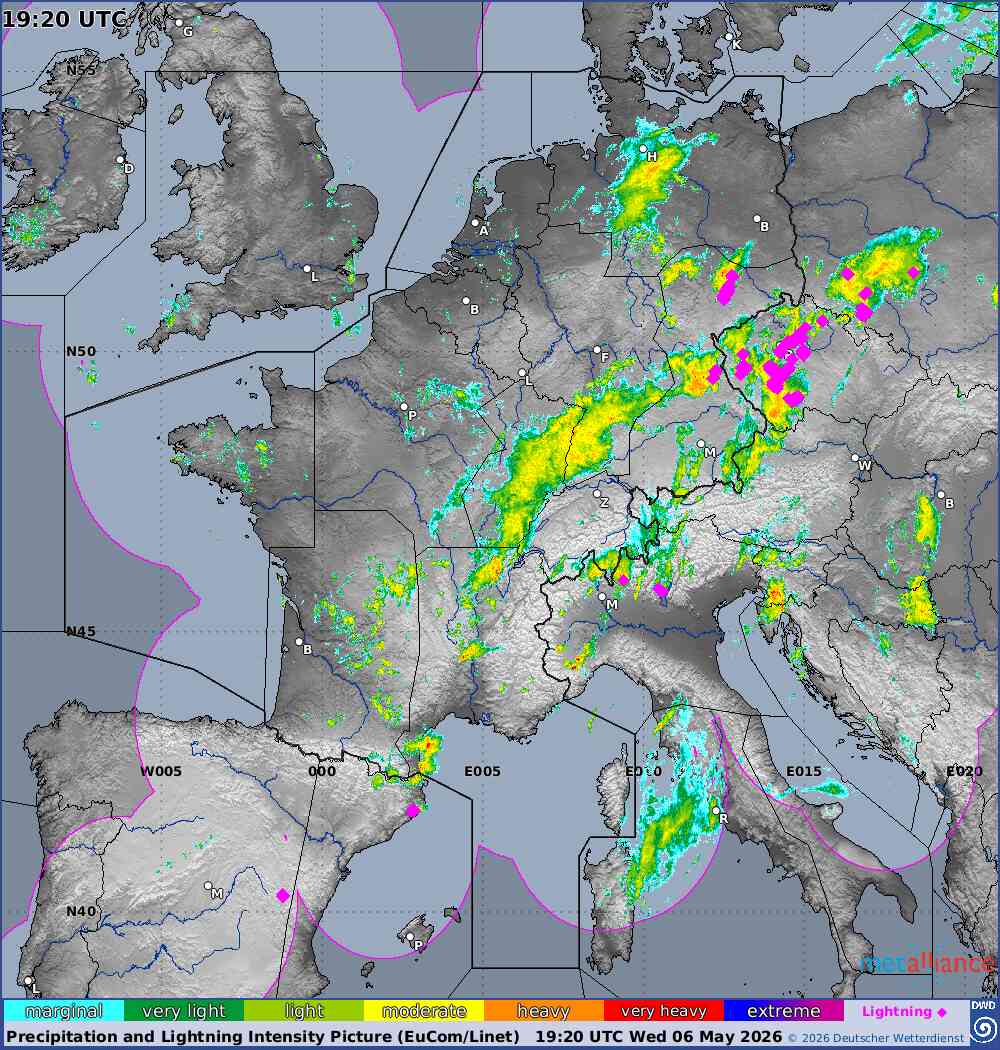 19:20 UTC
G
K
N55
D
H
A
B
L
B
N50
F
L
P
P
M
W
Z
B
M
N45
B
W005
000
E005
E010
E015
E020
R
M
N40
P
L
metalliance
marginal very light light moderate heavy very heavy extreme Lightning
DWD
Precipitation and Lightning Intensity Picture (EuCom/Linet) 19:20 UTC Wed 06 May 2026 © 2026 Deutscher Wetterdienst